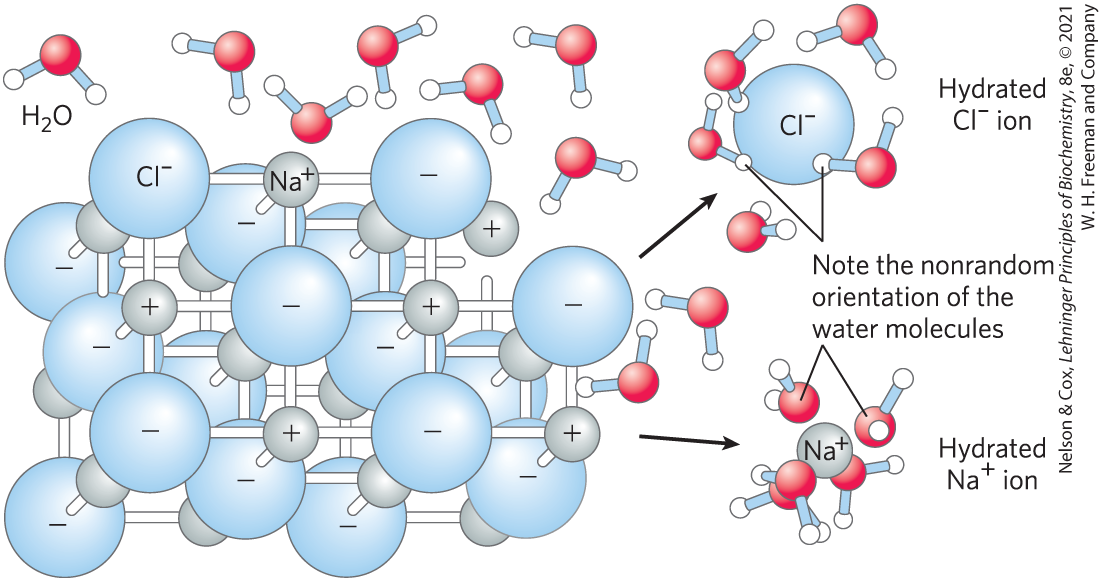 H₂O
Cl⁻
Na⁺
−
−
+
−
+
−
+
−
−
−
−
+
−
+
−
−
−
−
Cl⁻
Hydrated
Cl⁻ ion
Note the nonrandom
orientation of the
water molecules
Na⁺
Hydrated
Na⁺ ion
Nelson & Cox, Lehninger Principles of Biochemistry, 8e, © 2021
W. H. Freeman and Company